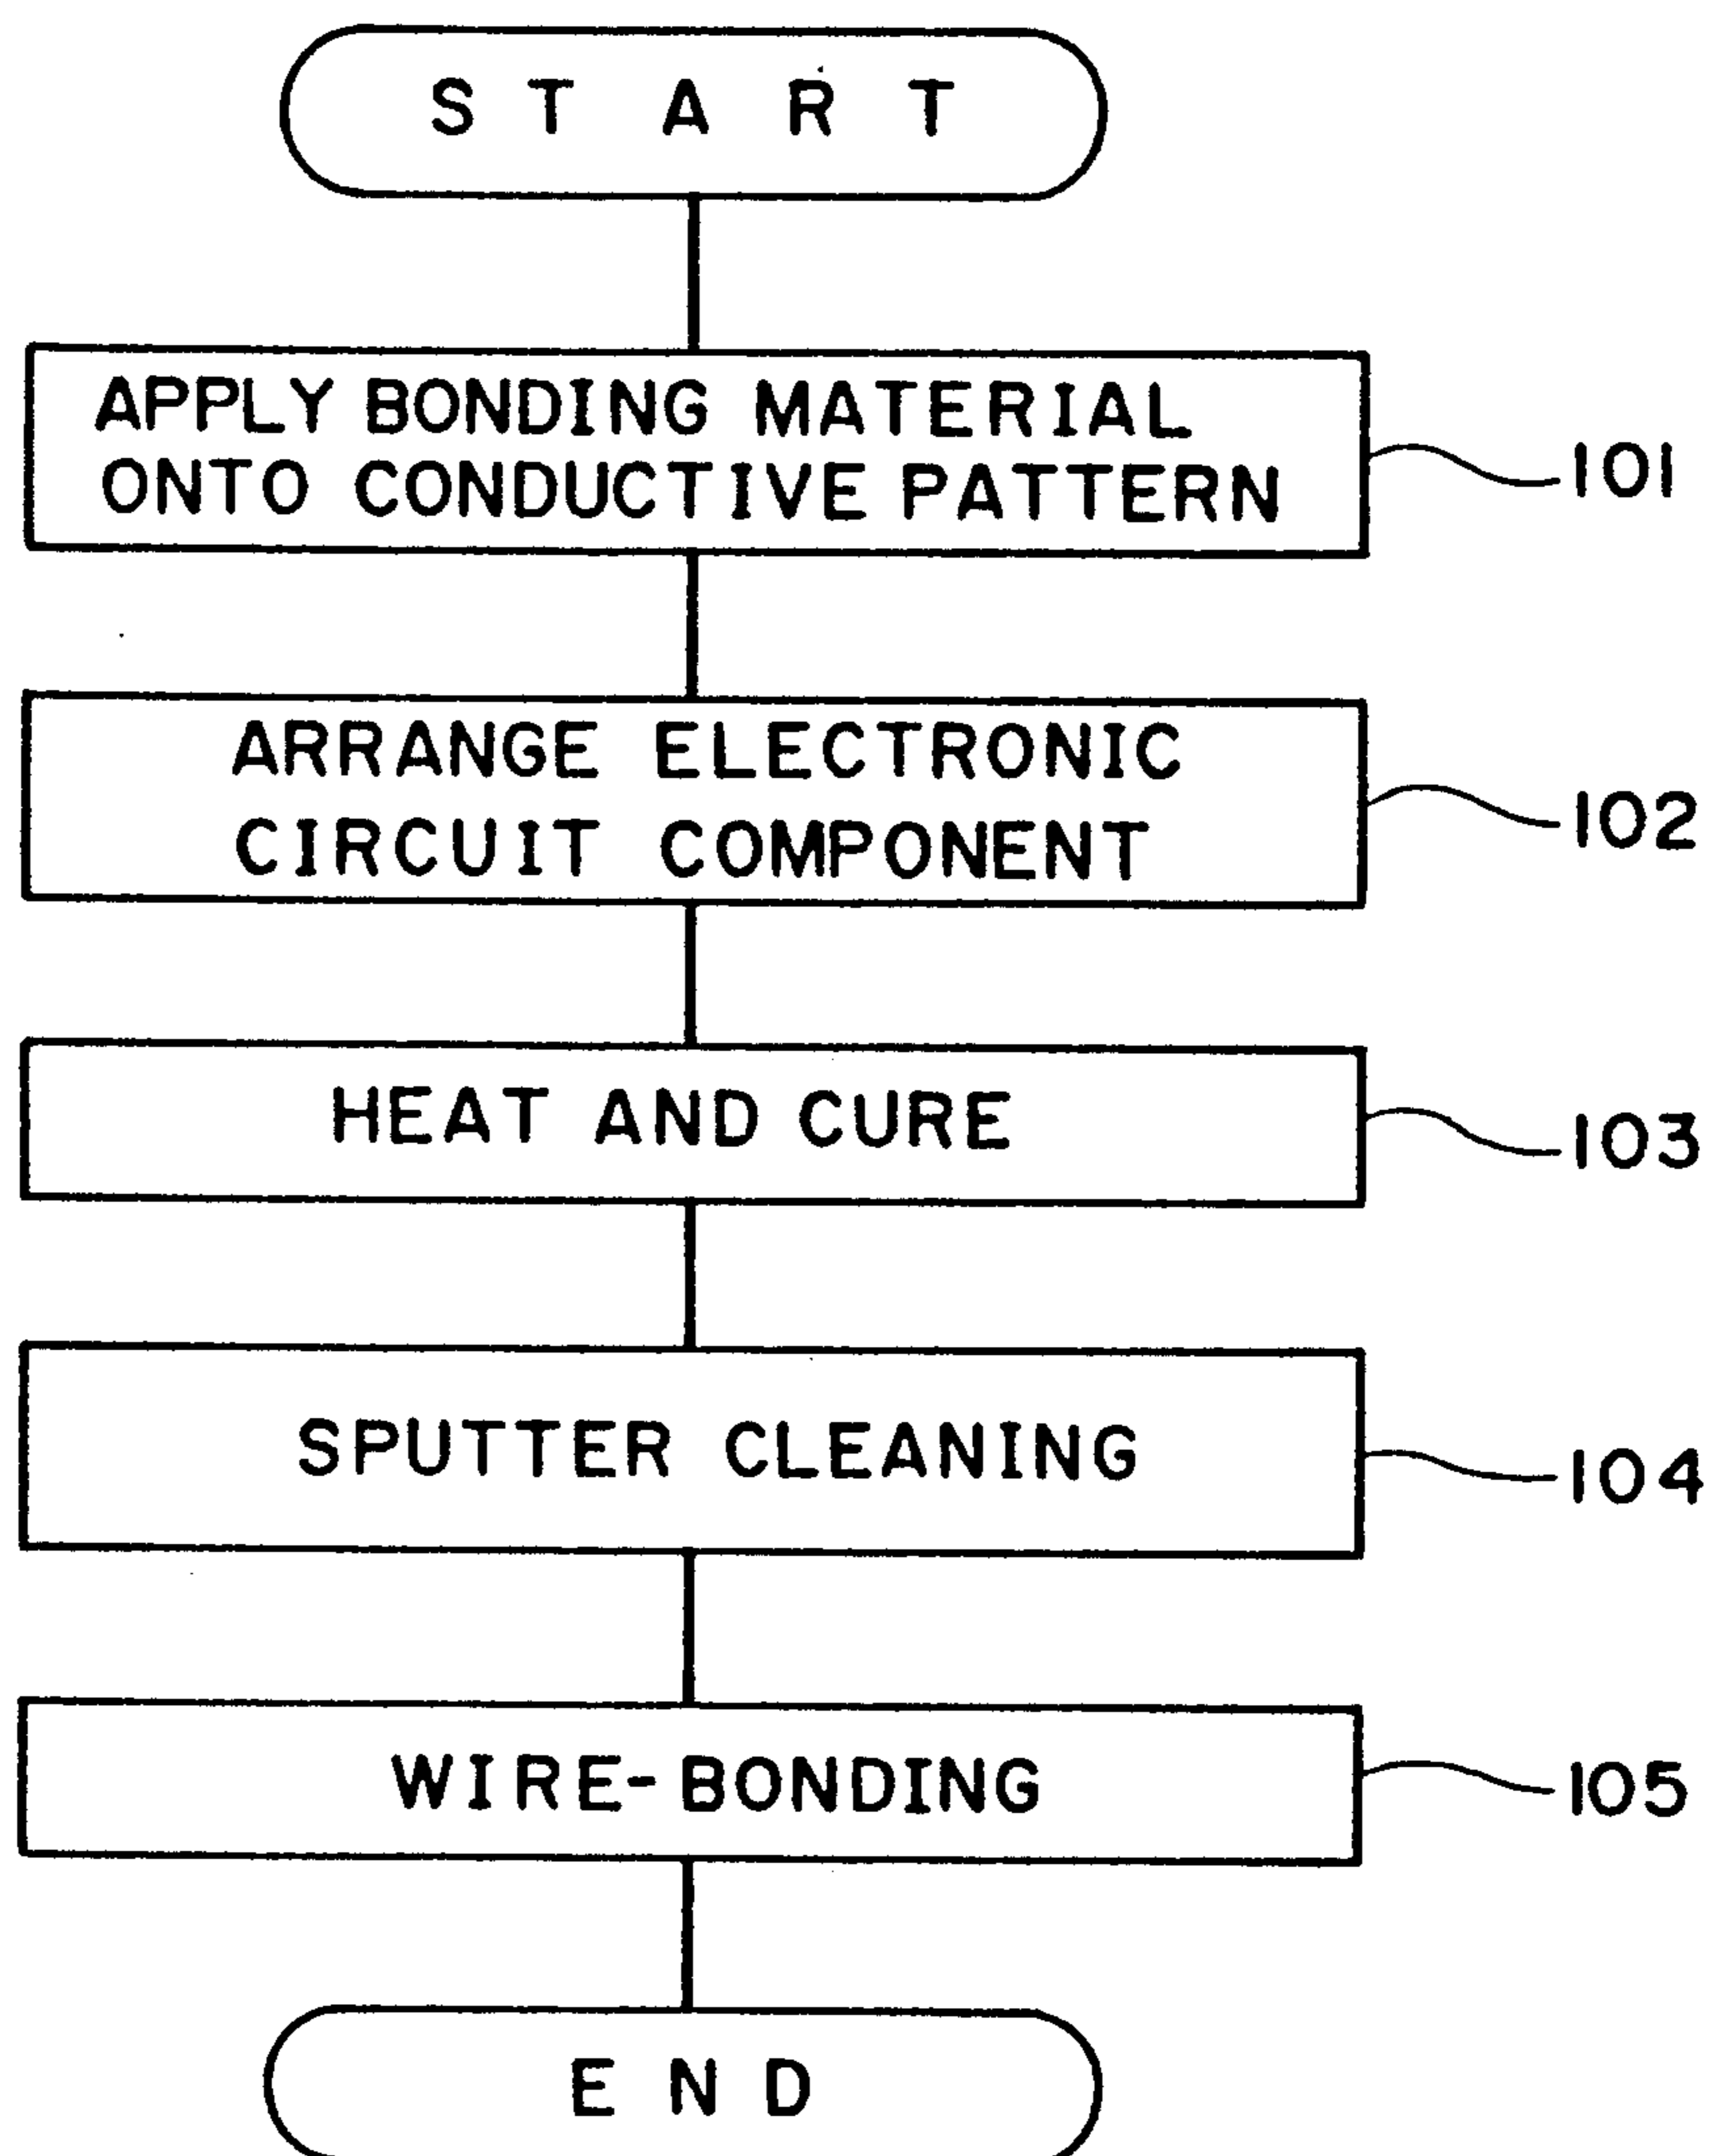 START
APPLY BONDING MATERIAL
ONTO CONDUCTIVE PATTERN
101
ARRANGE ELECTRONIC
CIRCUIT COMPONENT
102
HEAT AND CURE
103
SPUTTER CLEANING
104
WIRE-BONDING
105
END